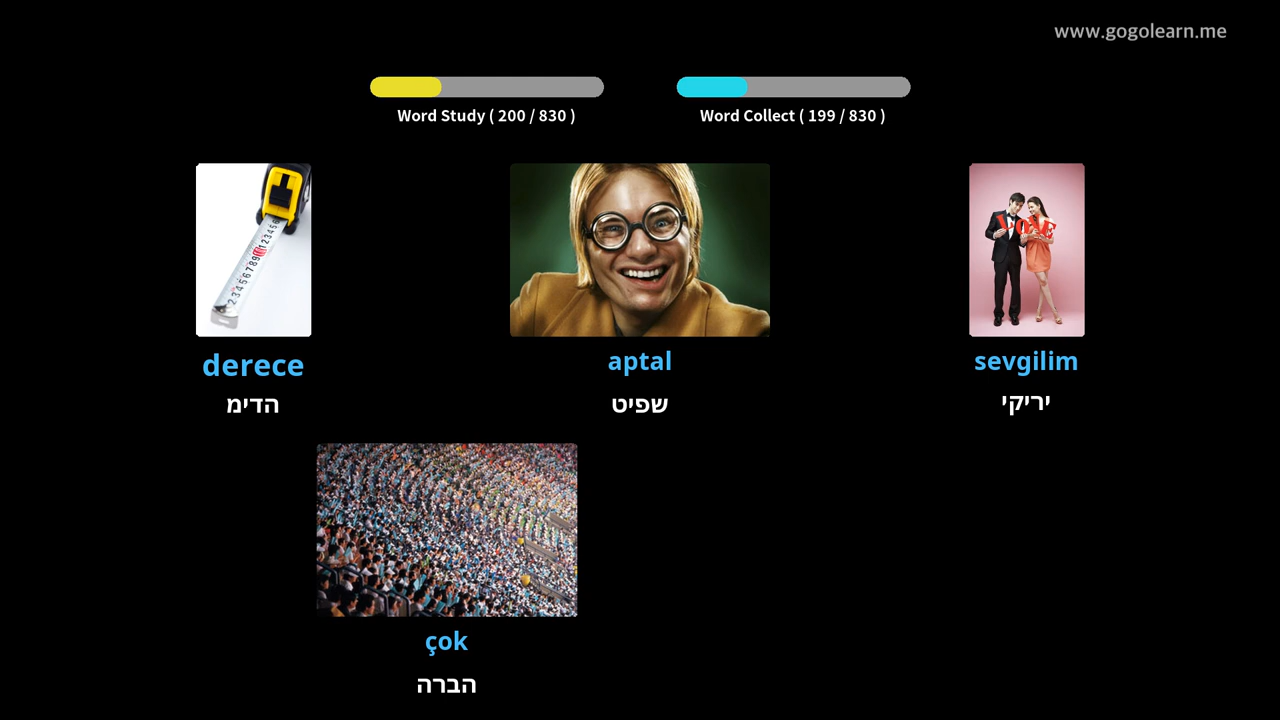 www.gogolearn.me
Word Study ( 200 / 830 )
Word Collect ( 199 / 830 )
derece
הדימ
aptal
שפיט
sevgilim
יריקי
çok
הברה